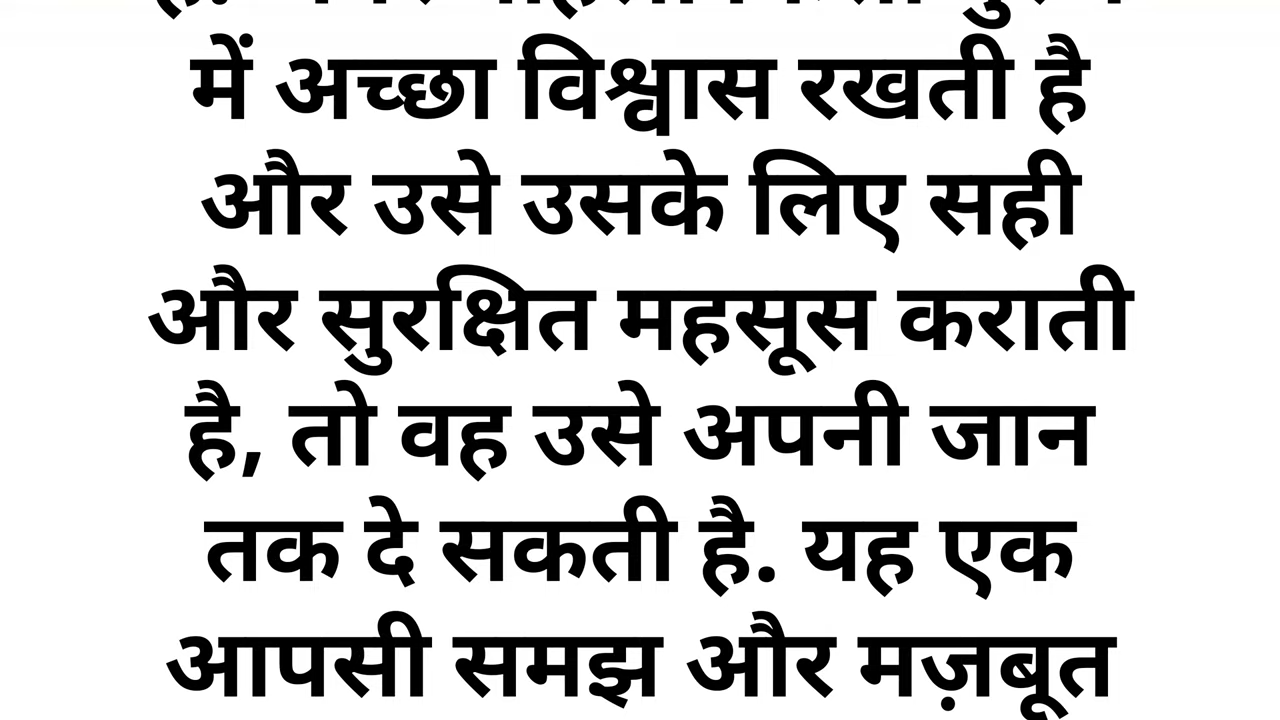 में अच्छा विश्वास रखती है
और उसे उसके लिए सही
और सुरक्षित महसूस कराती
है, तो वह उसे अपनी जान
तक दे सकती है. यह एक
आपसी समझ और मज़बूत